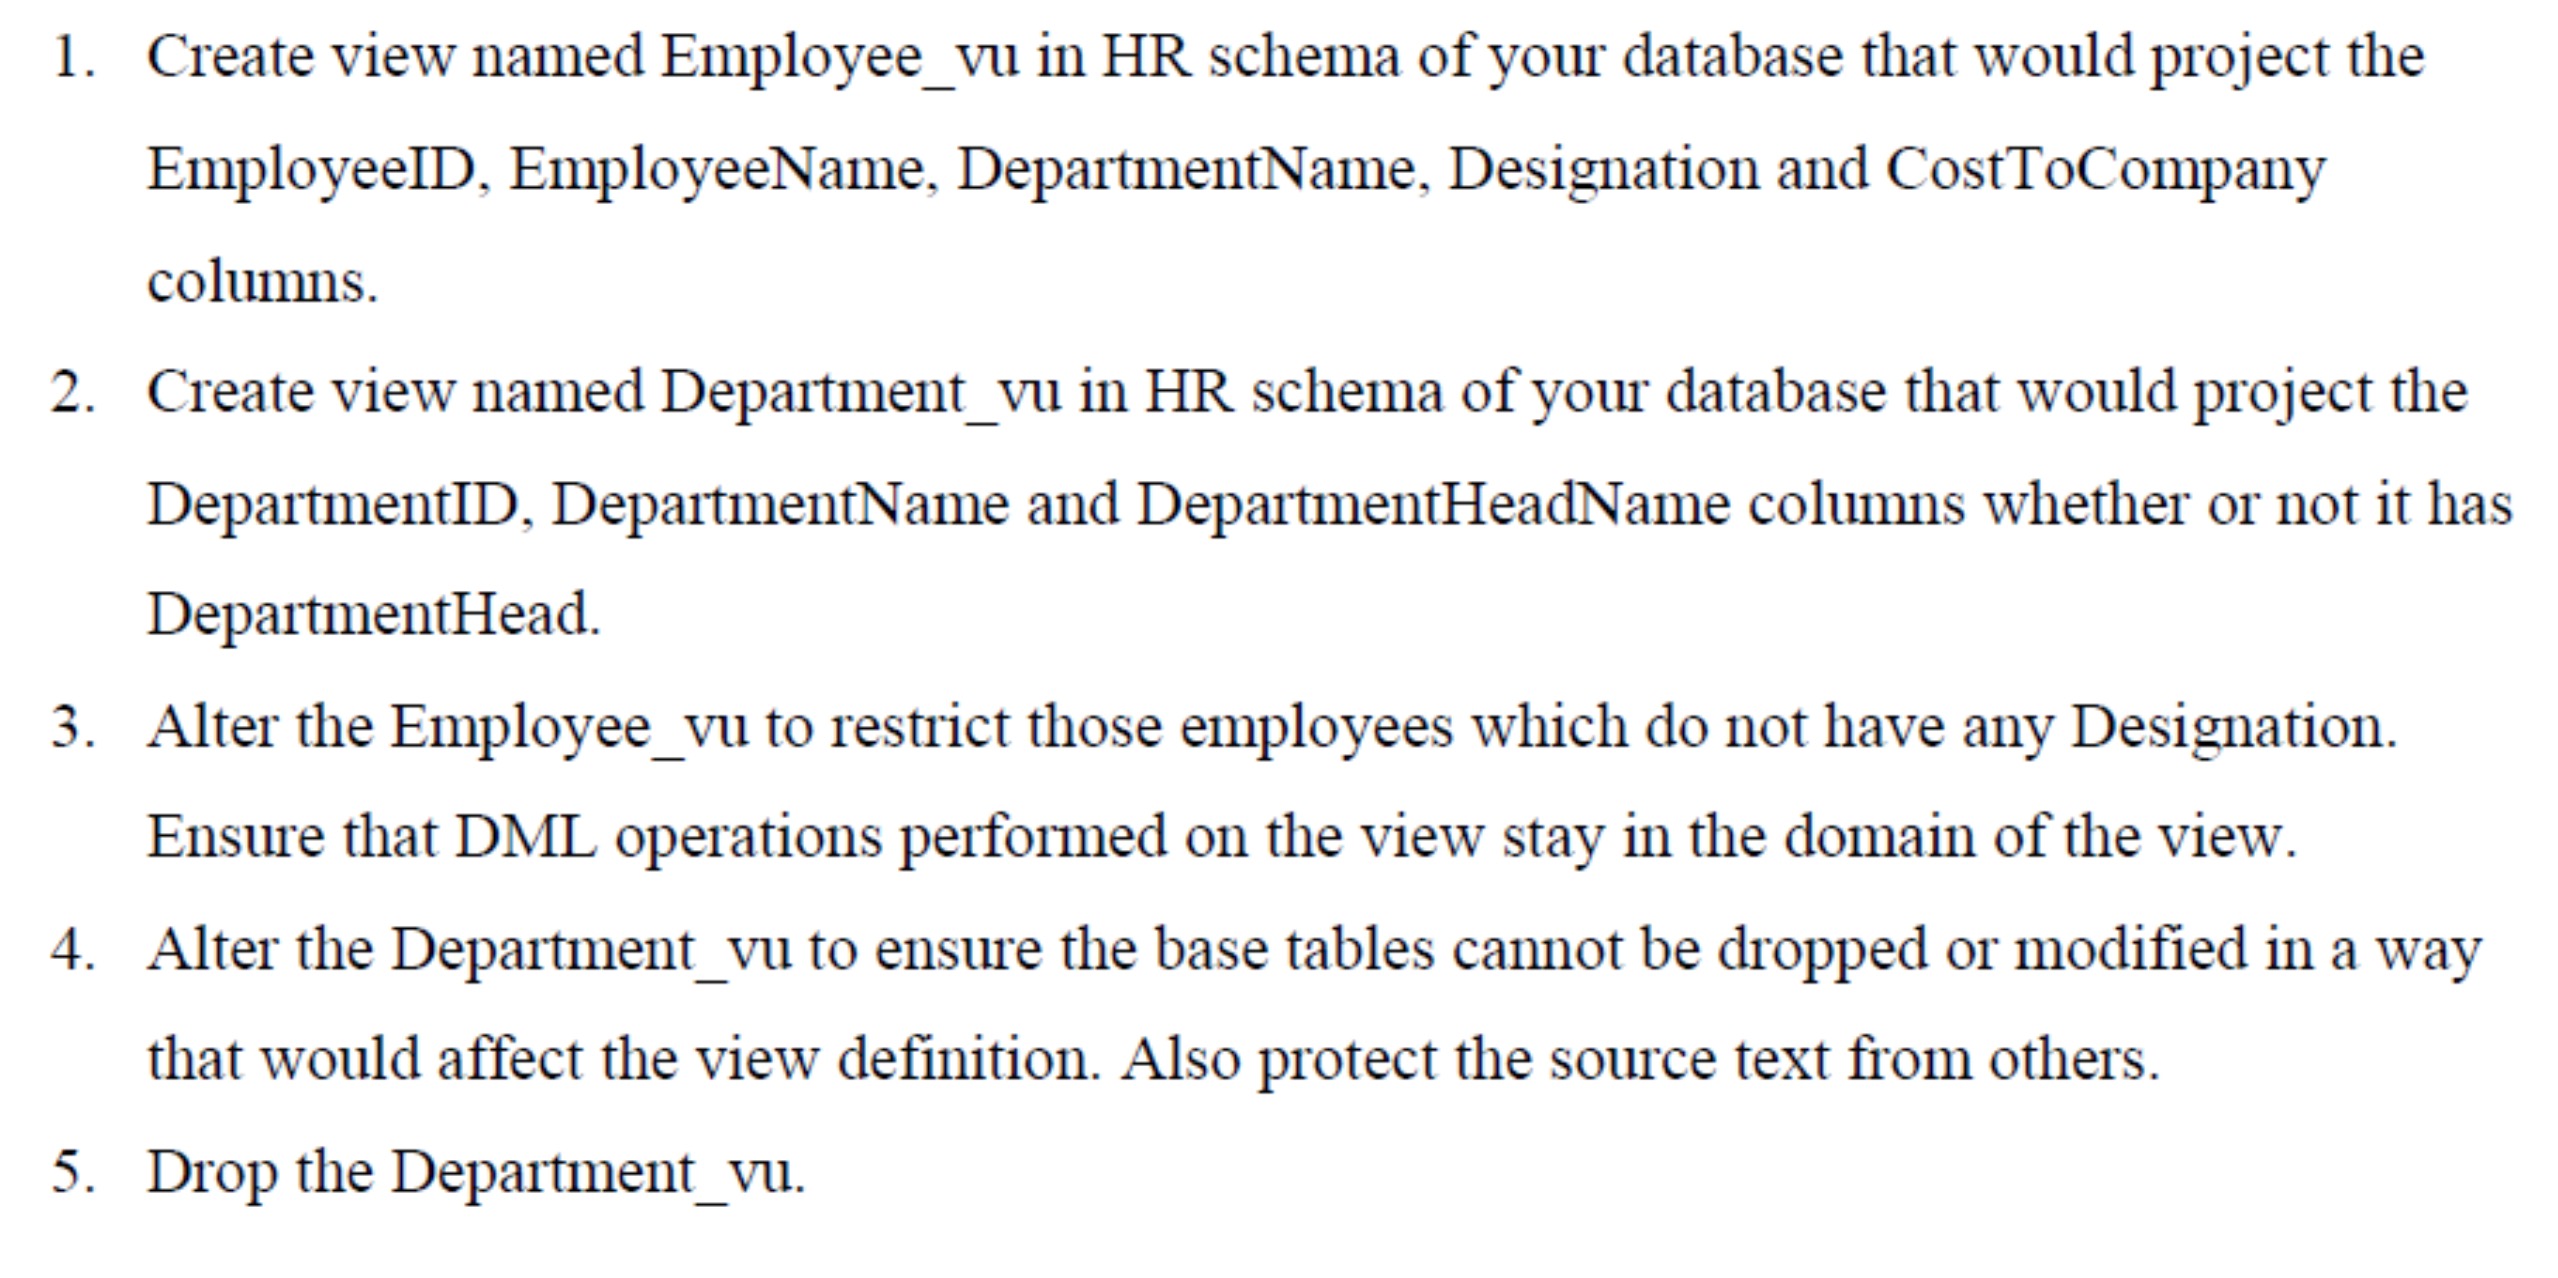 1. Create view named Employee_vu in HR schema of your database that would project the
EmployeeID, EmployeeName, DepartmentName, Designation and CostToCompany
columns.
2. Create view named Department_vu in HR schema of your database that would project the
DepartmentID, DepartmentName and DepartmentHeadName columns whether or not it has
DepartmentHead.
3. Alter the Employee_vu to restrict those employees which do not have any Designation.
Ensure that DML operations performed on the view stay in the domain of the view.
4. Alter the Department_vu to ensure the base tables cannot be dropped or modified in a way
that would affect the view definition. Also protect the source text from others.
5. Drop the Department_vu.